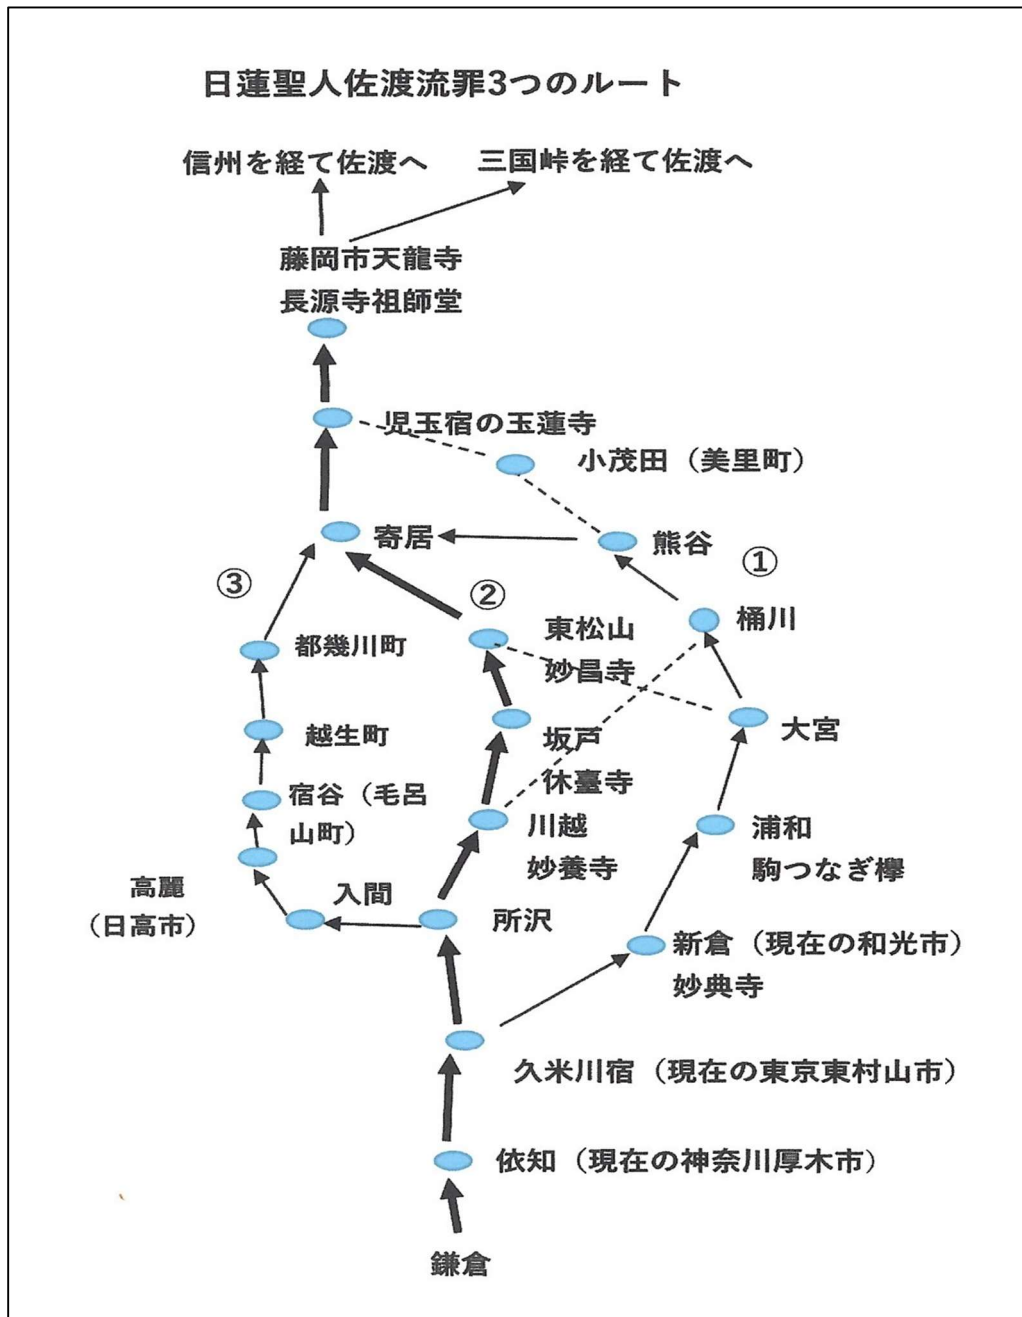 日蓮聖人佐渡流罪3つのルート
信州を経て佐渡へ
三国峠を経て佐渡へ
藤岡市天龍寺
長源寺祖師堂
児玉宿の玉蓮寺
小茂田（美里町）
寄居
熊谷
①
③
②
桶川
東松山
妙昌寺
都幾川町
大宮
越生町
坂戸
休臺寺
宿谷（毛呂
山町）
川越
妙養寺
浦和
駒つなぎ欅
高麗
（日高市）
入間
所沢
新倉（現在の和光市）
妙典寺
久米川宿（現在の東京東村山市）
依知（現在の神奈川厚木市）
鎌倉